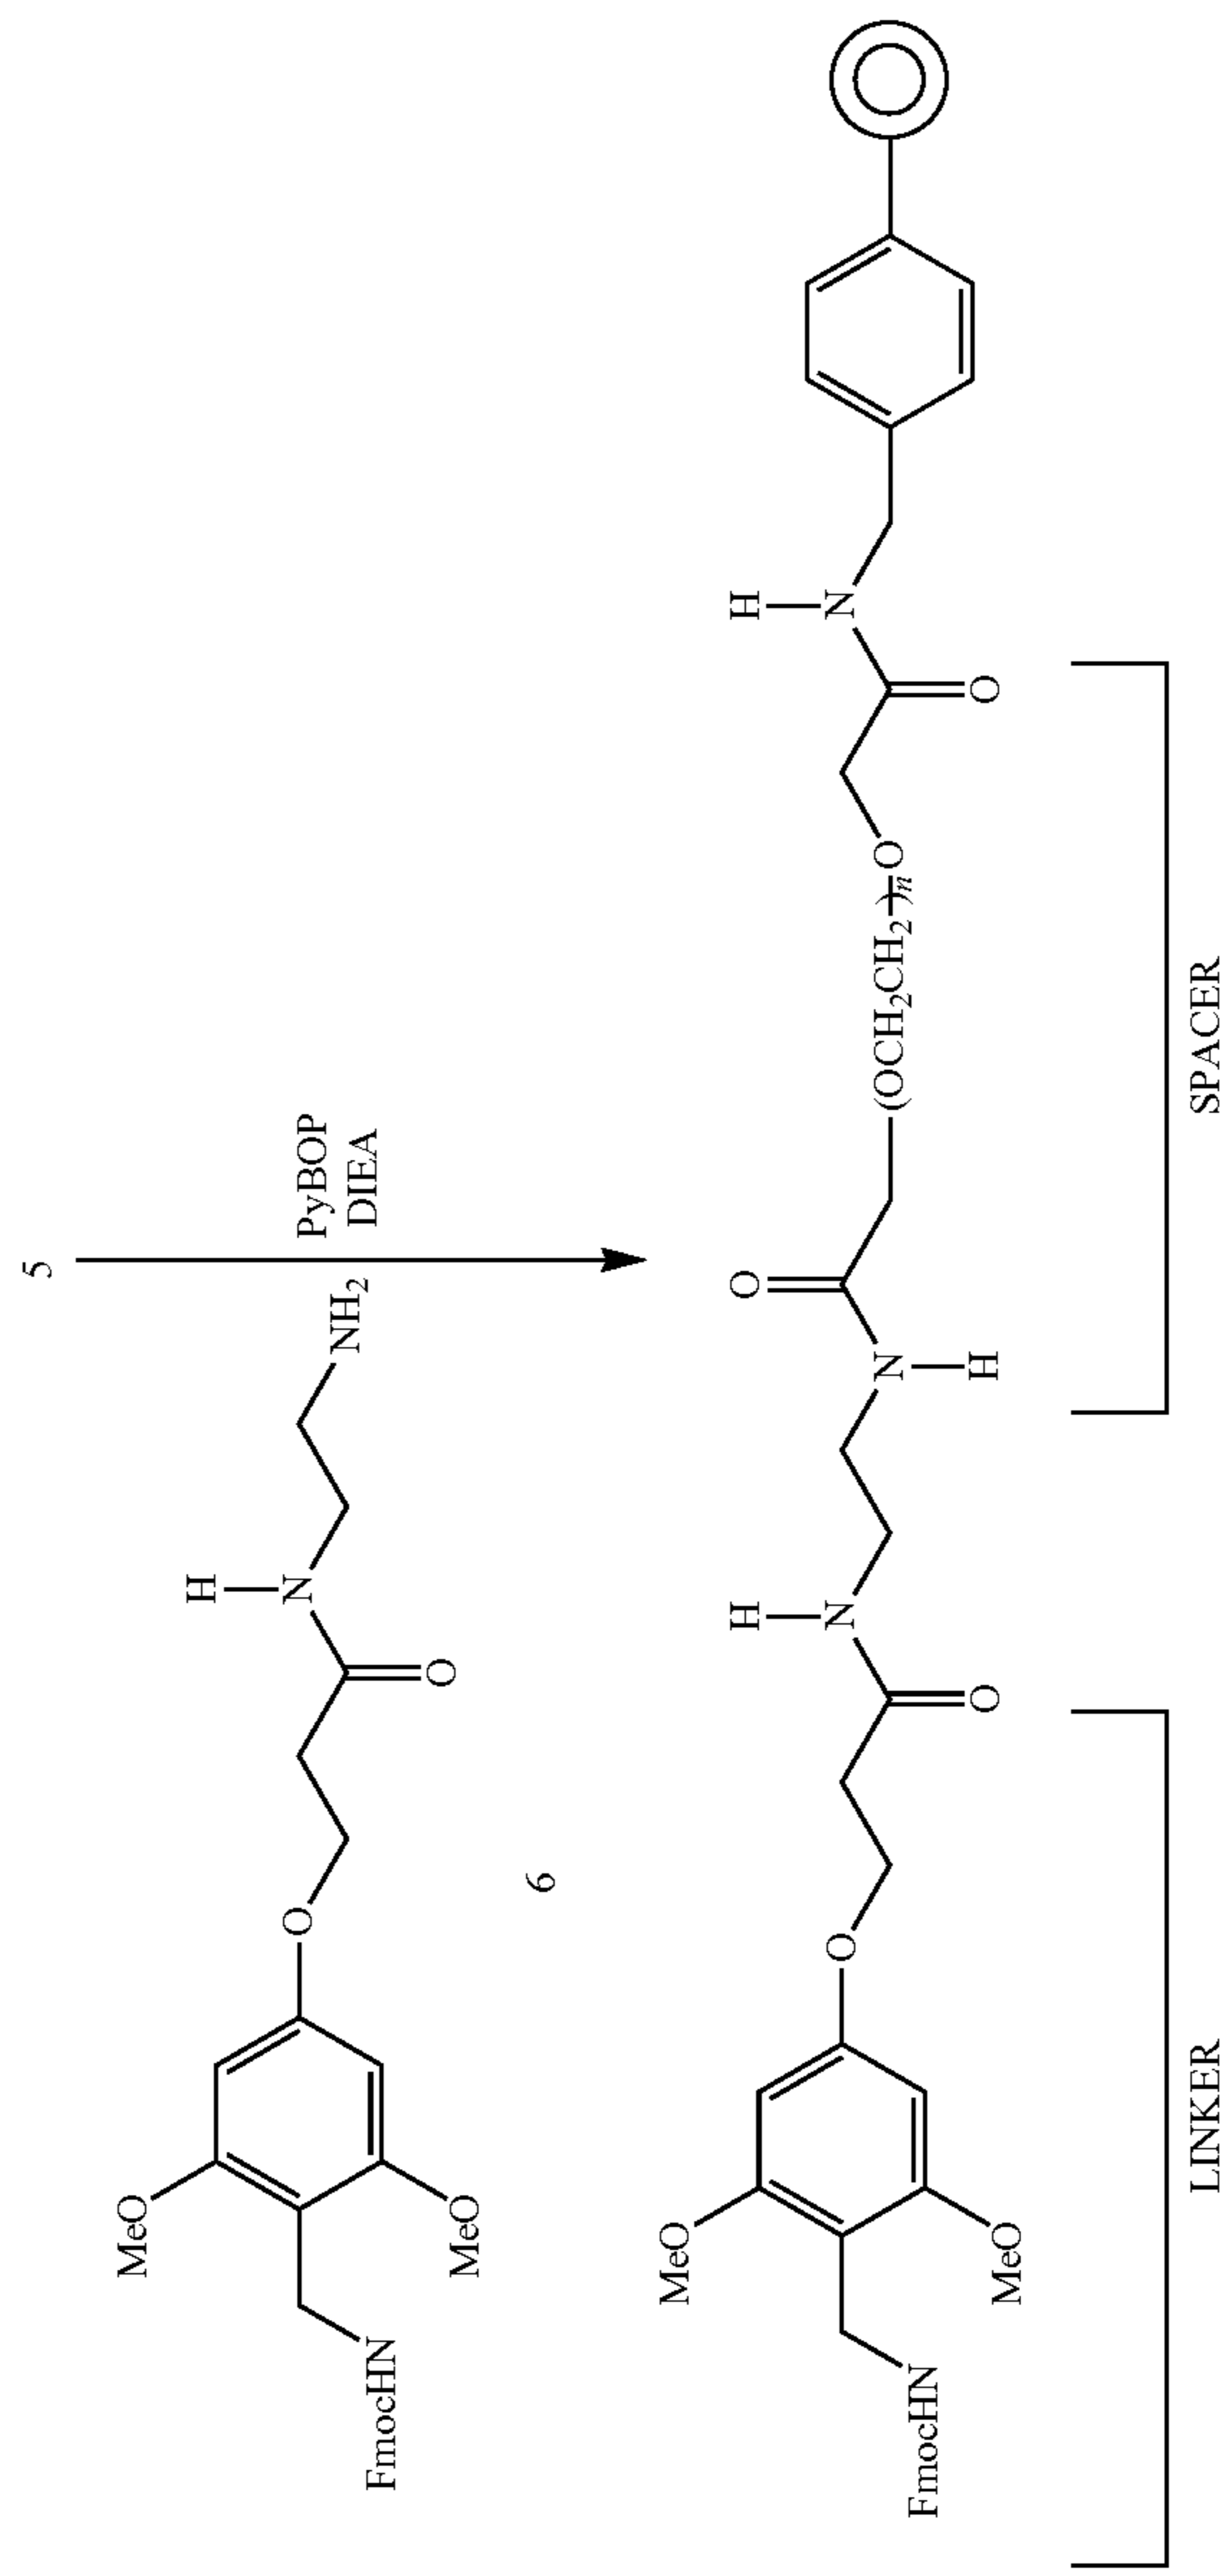 5
PyBOP
DIEA
FmocHN
MeO
MeO
O
O
H
N
NH2
6
FmocHN
MeO
MeO
O
O
H
N
N
H
O
(OCH2CH2)n
O
O
H
N
LINKER
SPACER